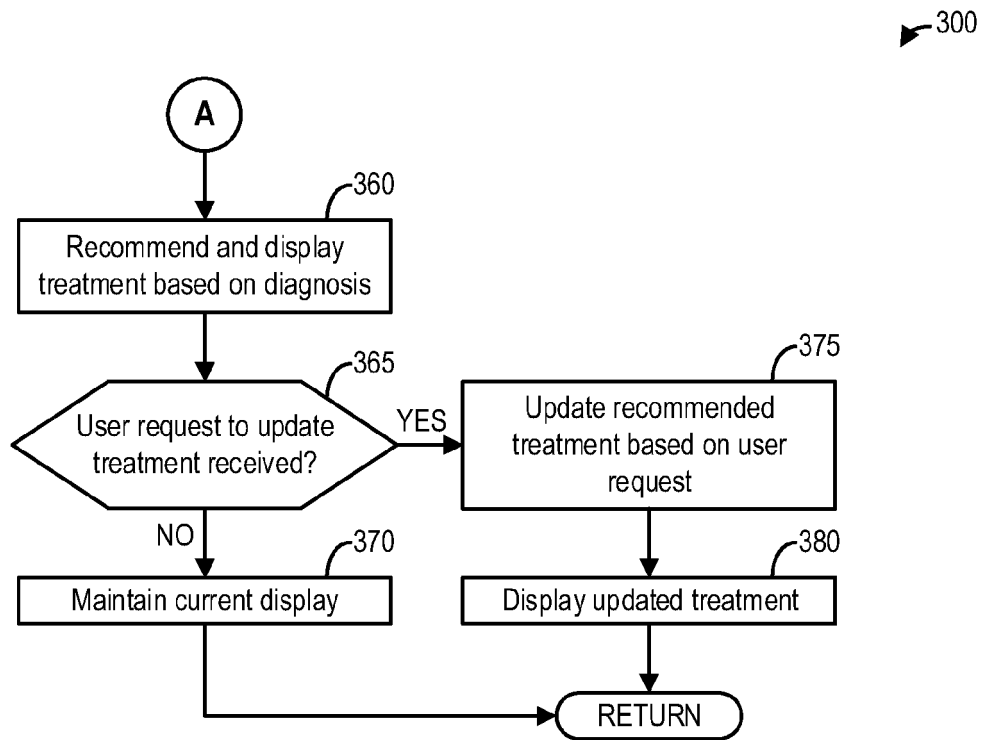 300
A
360
Recommend and display
treatment based on diagnosis
365
User request to update
treatment received?
YES
375
Update recommended
treatment based on user
request
NO
370
Maintain current display
380
Display updated treatment
RETURN